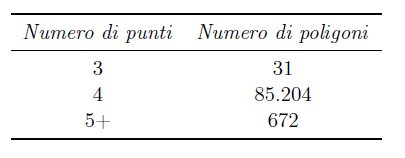 Numero di punti Numero di poligoni
3 31
4 85.204
5+ 672